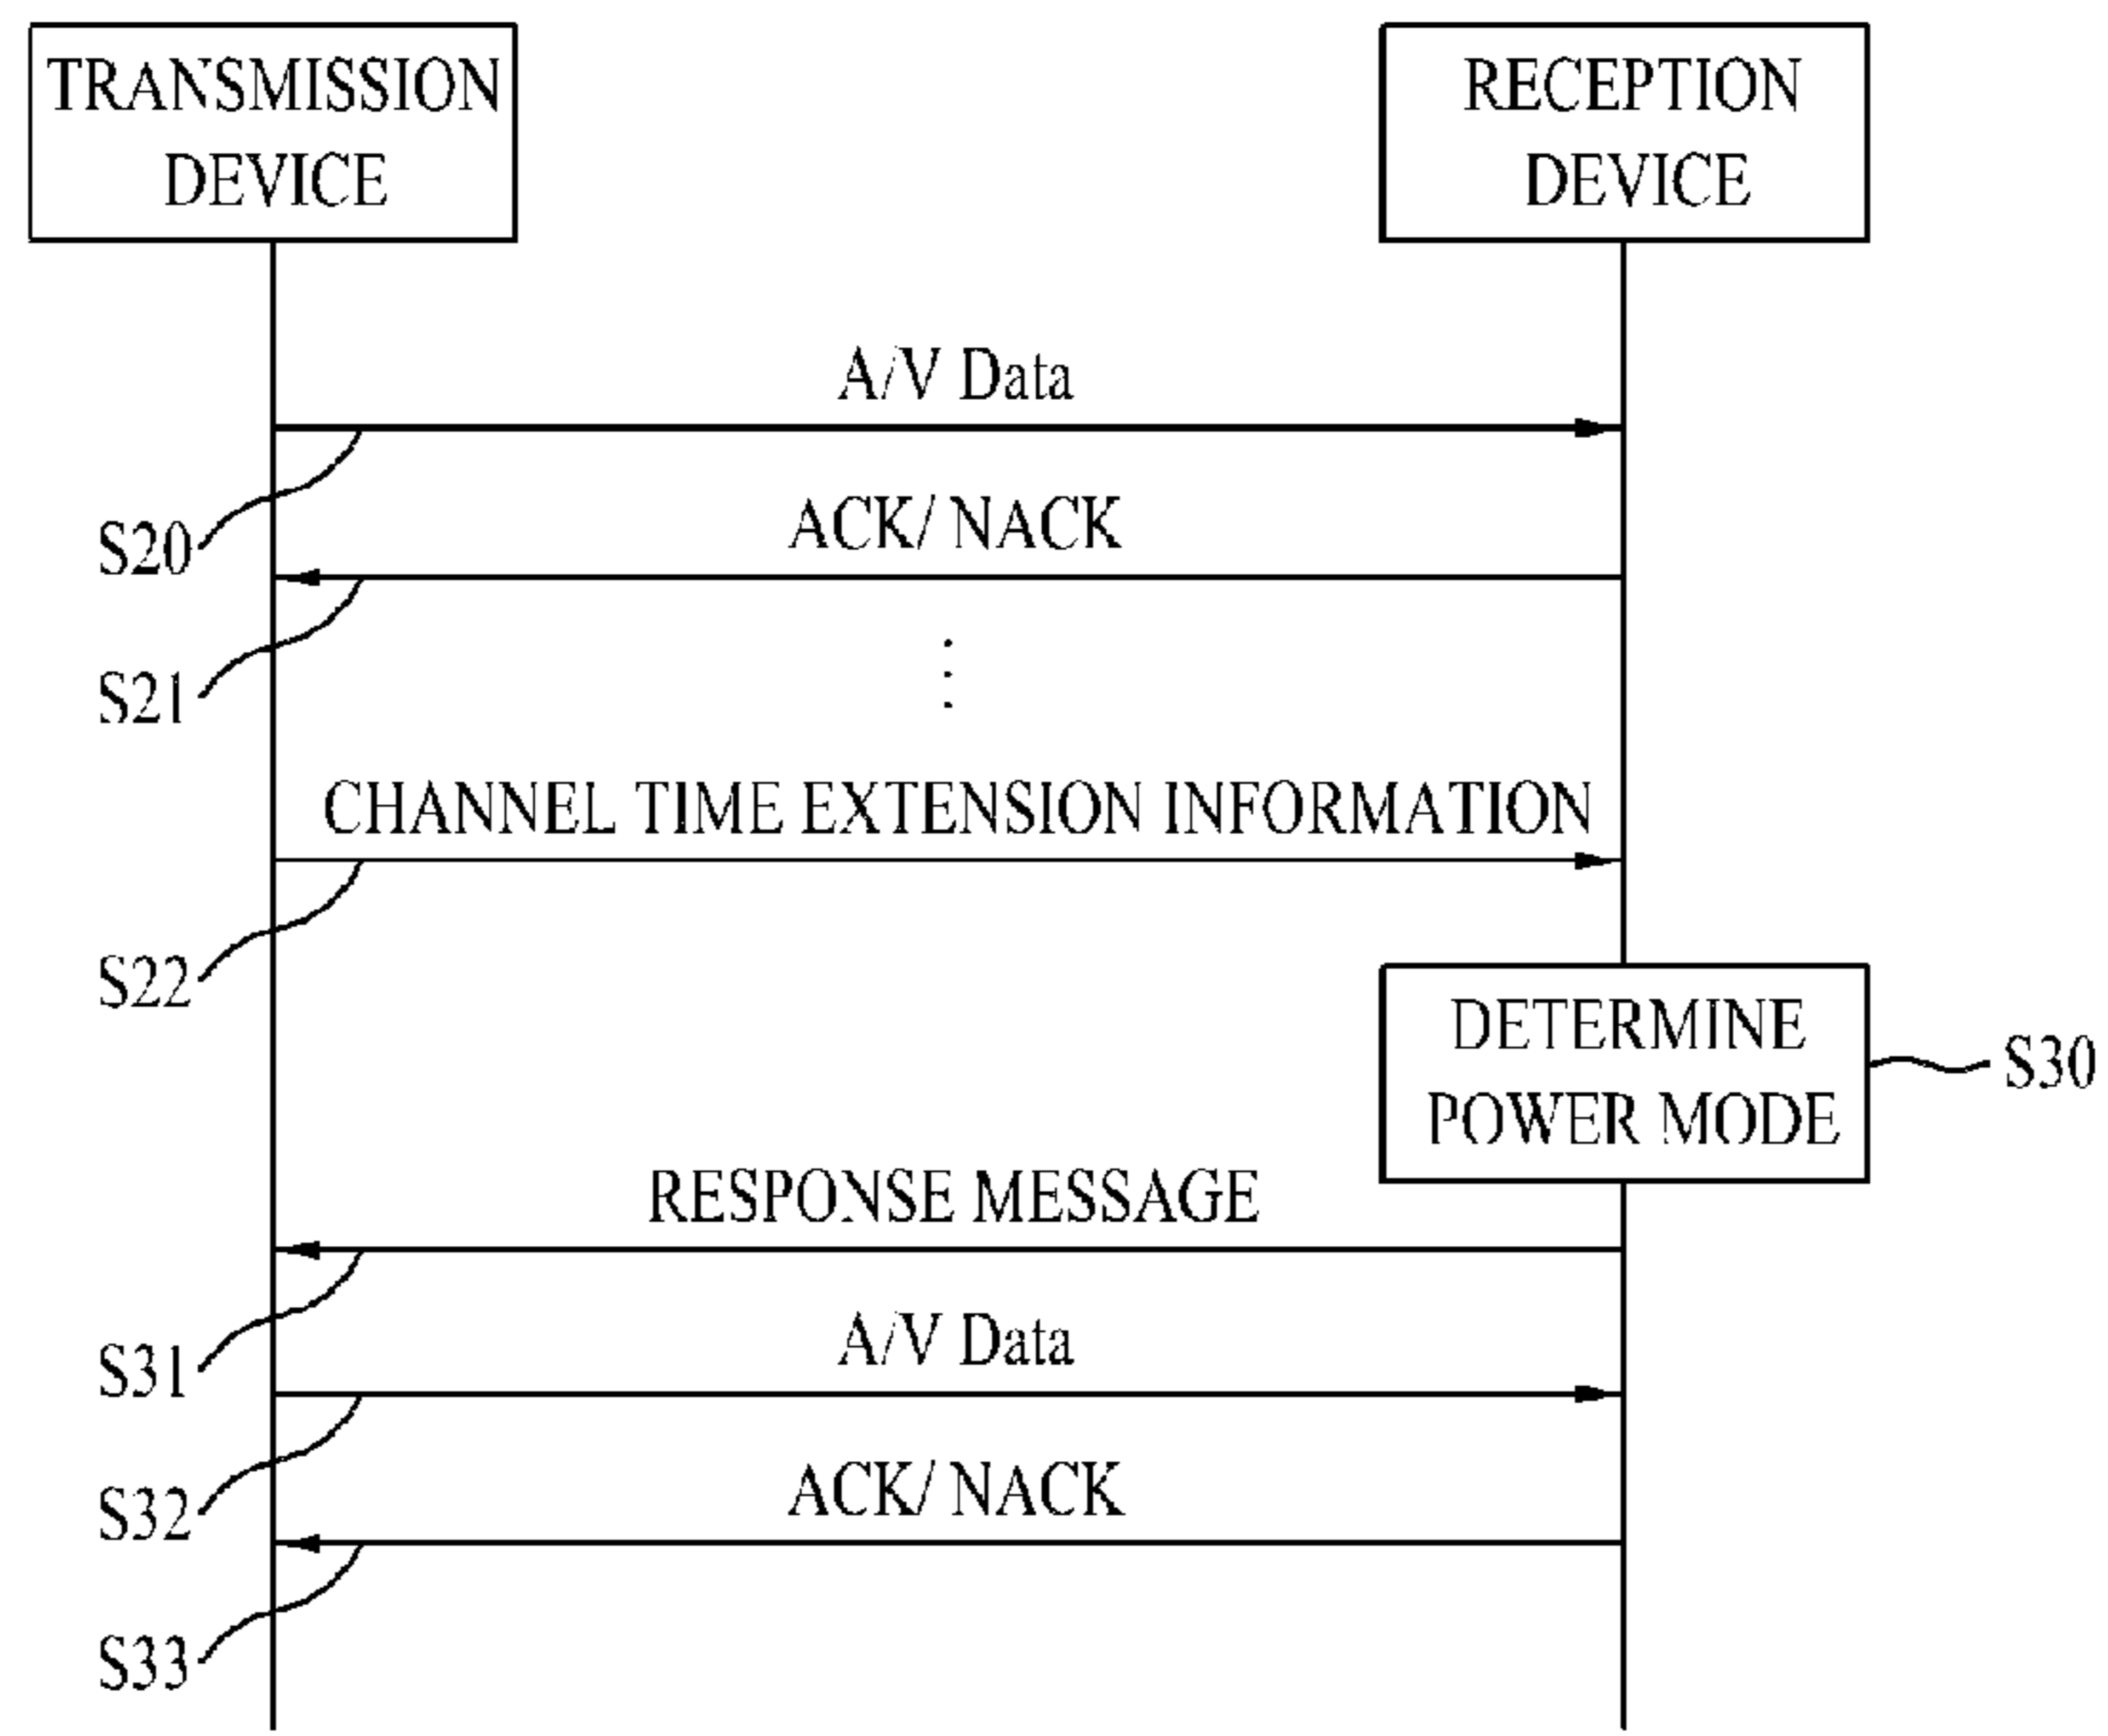 TRANSMISSION
DEVICE
RECEPTION
DEVICE
A/V Data
S20
ACK/ NACK
S21
CHANNEL TIME EXTENSION INFORMATION
S22
DETERMINE
POWER MODE
S30
RESPONSE MESSAGE
S31
A/V Data
S32
ACK/ NACK
S33